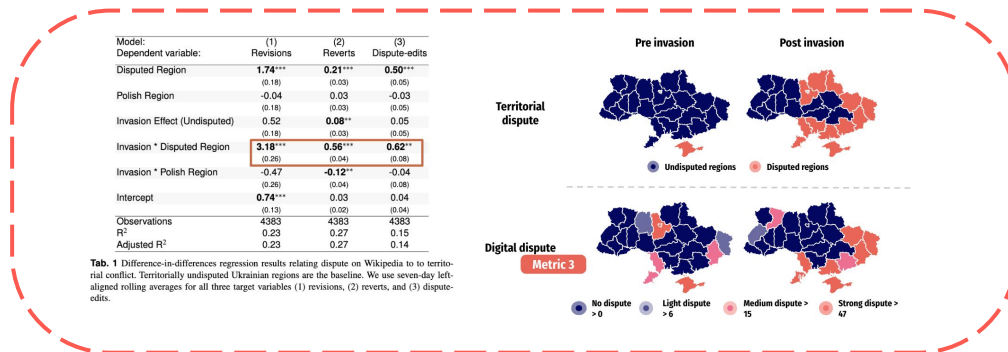 Model: (1) (2) (3)
Dependent variable: Revisions Reverts Dispute-edits
Disputed Region 1.74*** 0.21*** 0.50***
(0.18) (0.03) (0.05)
Polish Region -0.04 0.03 -0.03
(0.18) (0.03) (0.05)
Invasion Effect (Undisputed) 0.52 0.08** 0.05
(0.18) (0.03) (0.05)
Invasion * Disputed Region 3.18*** 0.56*** 0.62**
(0.26) (0.04) (0.08)
Invasion * Polish Region -0.47 -0.12** -0.04
(0.26) (0.04) (0.08)
Intercept 0.74*** 0.03 0.04
(0.13) (0.02) (0.04)
Observations 4383 4383 4383
R² 0.23 0.27 0.15
Adjusted R² 0.23 0.27 0.14
Tab. 1 Difference-in-differences regression results relating dispute on Wikipedia to to territo-
rial conflict. Territorially undisputed Ukrainian regions are the baseline. We use seven-day left-
aligned rolling averages for all three target variables (1) revisions, (2) reverts, and (3) dispute-
edits.
Pre invasion Post invasion
Territorial
dispute
Undisputed regions Disputed regions
Digital dispute
Metric 3
No dispute Light dispute Medium dispute > Strong dispute >
> 0 > 6 15 47